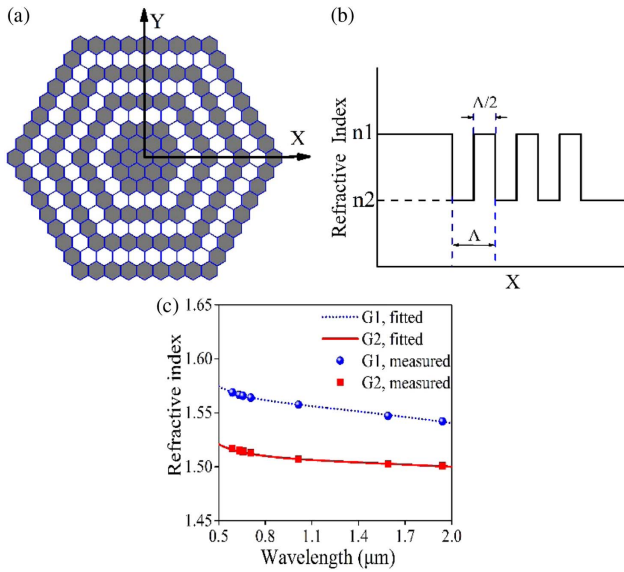 (a)
Y
X
(b)
Refractive Index
n1
n2
Λ/2
Λ
X
(c)
Refractive index
1.65
1.60
1.55
1.50
1.45
G1, fitted
G2, fitted
G1, measured
G2, measured
0.5 0.8 1.1 1.4 1.7 2.0
Wavelength (μm)